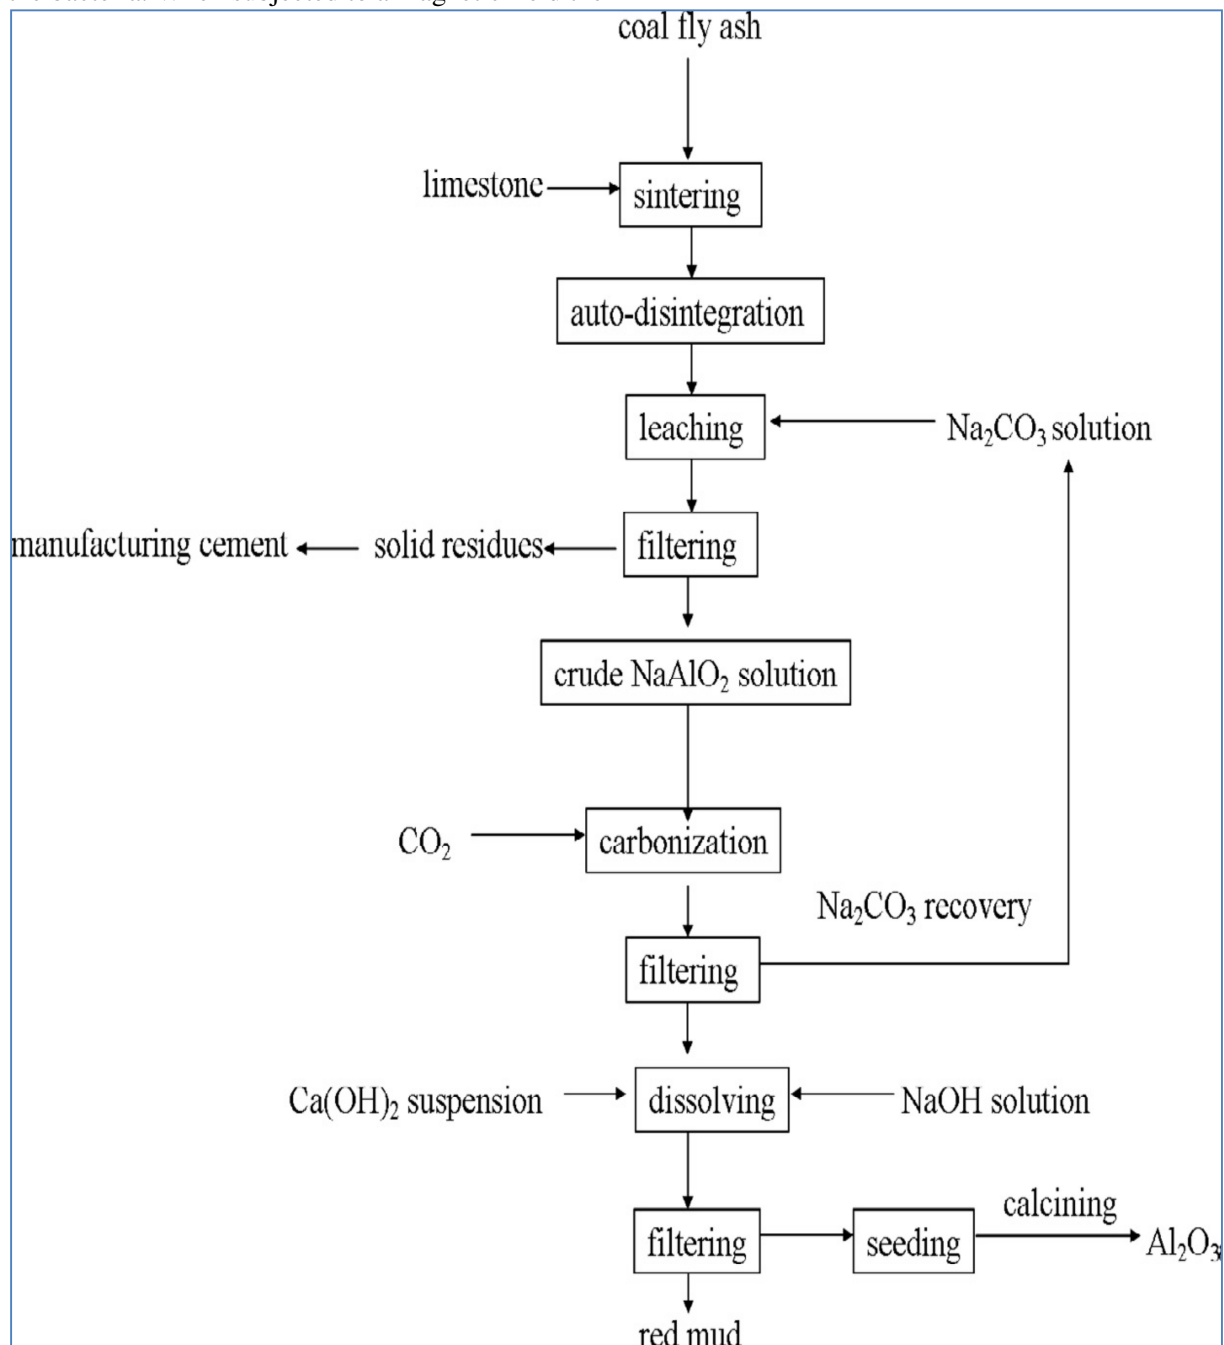 coal fly ash
limestone
sintering
auto-disintegration
leaching
Na₂CO₃ solution
manufacturing cement
solid residues
filtering
crude NaAlO₂ solution
CO₂
carbonization
Na₂CO₃ recovery
filtering
Ca(OH)₂ suspension
dissolving
NaOH solution
calcining
filtering
seeding
Al₂O₃
red mud